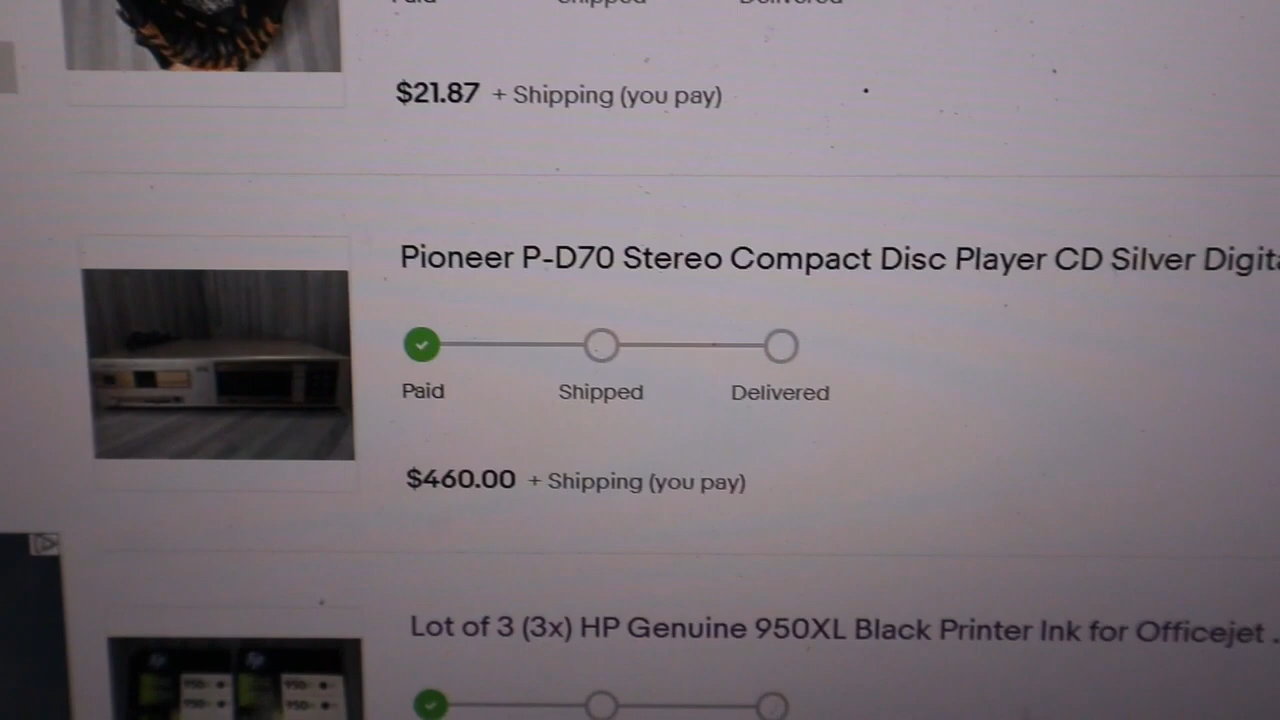 $21.87 + Shipping (you pay)
Pioneer P-D70 Stereo Compact Disc Player CD Silver
Paid
Shipped
Delivered
$460.00 + Shipping (you pay)
Lot of 3 (3x) HP Genuine 950XL Black Printer Ink for Officejet